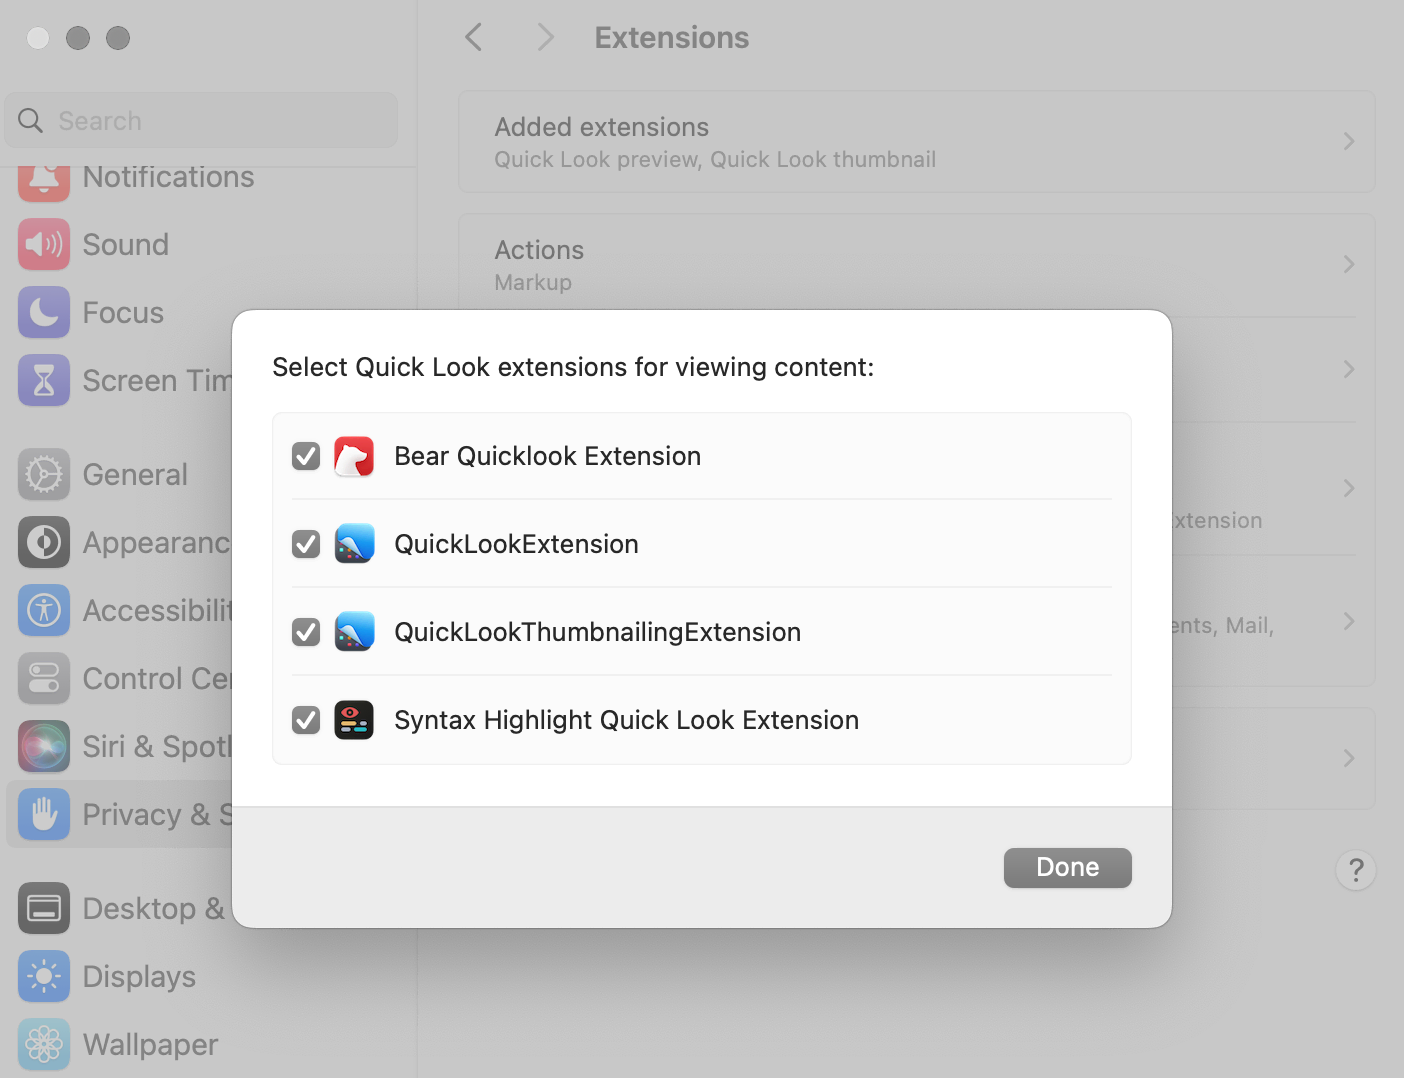 Extensions
Search
Notifications
Sound
Focus
Screen Tim
General
Appearanc
Accessibilit
Control Cer
Siri & Spotl
Privacy & S
Desktop &
Displays
Wallpaper
Added extensions
Quick Look preview, Quick Look thumbnail
Actions
Markup
xtension
ents, Mail,
?
Select Quick Look extensions for viewing content:
Bear Quicklook Extension
QuickLookExtension
QuickLookThumbnailingExtension
Syntax Highlight Quick Look Extension
Done